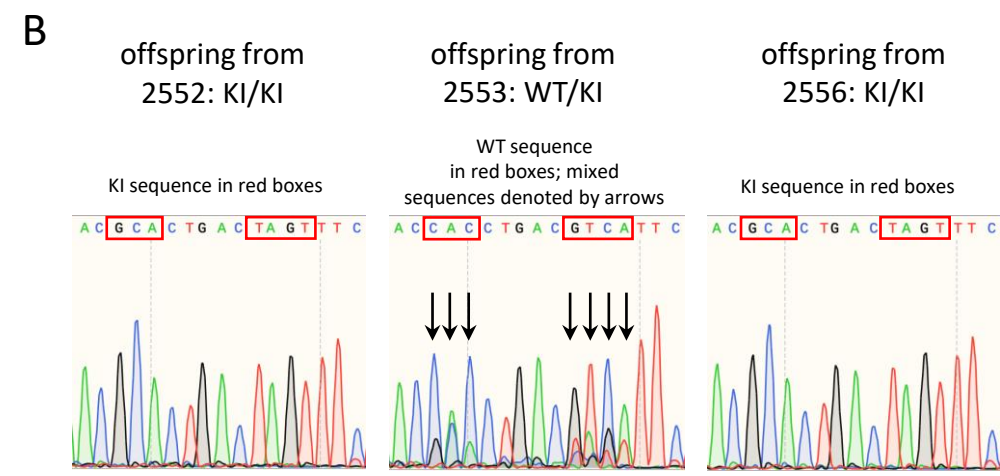 B
offspring from
2552: KI/KI
offspring from
2553: WT/KI
offspring from
2556: KI/KI
KI sequence in red boxes
WT sequence
in red boxes; mixed
sequences denoted by arrows
KI sequence in red boxes
A C G C A C T G A C T A G T T T C
A C C A C C T G A C G T C A T T C
A C G C A C T G A C T A G T T T C